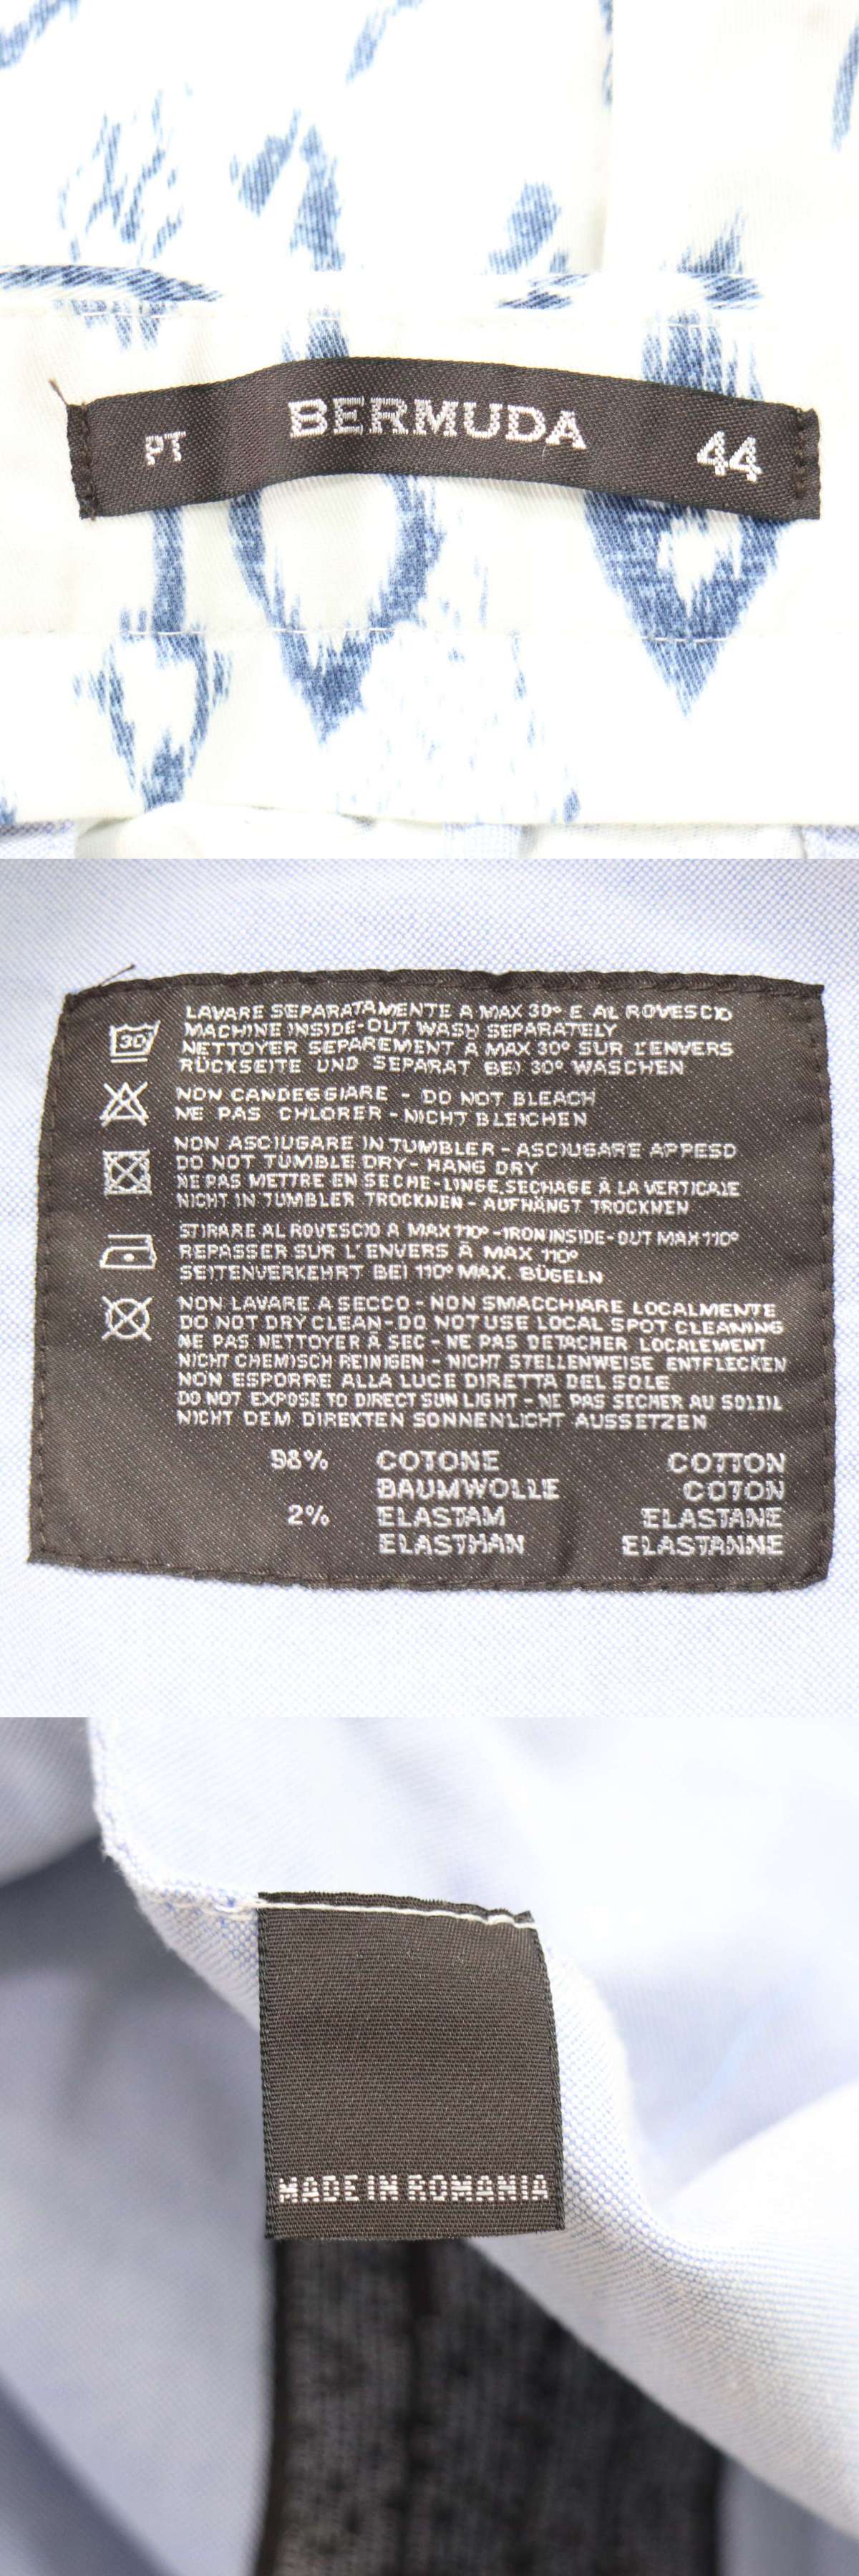 PT BERMUDA 44
30
LAVARE SEPARATAMENTE A MAX 30° E AL ROVESCIO
MACHINE INSIDE-OUT WASH SEPARATELY
NETTOYER SEPAREMENT A MAX 30° SUR L'ENVERS
RÜCKSEITE UND SEPARAT BEI 30° WASCHEN
NON CANDEGGIARE - DO NOT BLEACH
NE PAS CHLORER - NICHT BLEICHEN
NON ASCIUGARE IN TUMBLER - ASCIUGARE APPESO
DO NOT TUMBLE DRY - HANG DRY
NE PAS METTRE EN SECHE-LINGE.SECHAGE À LA VERTICALE
NICHT IN TUMBLER TROCKNEN - AUFHÄNGT TROCKNEN
STIRARE AL ROVESCIO A MAX 110° - IRON INSIDE-OUT MAX 110°
REPASSER SUR L'ENVERS À MAX 110°
SEITENVERKEHRT BEI 110° MAX. BÜGELN
NON LAVARE A SECCO - NON SMACCHIARE LOCALMENTE
DO NOT DRY CLEAN - DO NOT USE LOCAL SPOT CLEANING
NE PAS NETTOYER À SEC - NE PAS DETACHER LOCALEMENT
NICHT CHEMISCH REINIGEN - NICHT STELLENWEISE ENTFLECKEN
NON ESPORRE ALLA LUCE DIRETTA DEL SOLE
DO NOT EXPOSE TO DIRECT SUN LIGHT - NE PAS SECHER AU SOLEIL
NICHT DEM DIREKTEN SONNENLICHT AUSSETZEN
98% COTONE COTTON
BAUMWOLLE COTON
2% ELASTAM ELASTANE
ELASTHAN ELASTANNE
MADE IN ROMANIA